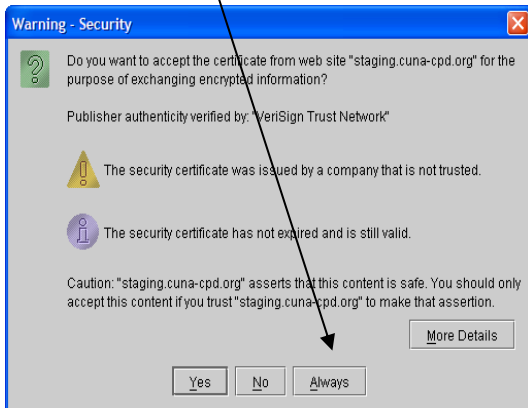 Warning - Security
Do you want to accept the certificate from web site "staging.cuna-cpd.org" for the
purpose of exchanging encrypted information?
Publisher authenticity verified by: "VeriSign Trust Network"
The security certificate was issued by a company that is not trusted.
The security certificate has not expired and is still valid.
Caution: "staging.cuna-cpd.org" asserts that this content is safe. You should only
accept this content if you trust "staging.cuna-cpd.org" to make that assertion.
More Details
Yes No Always